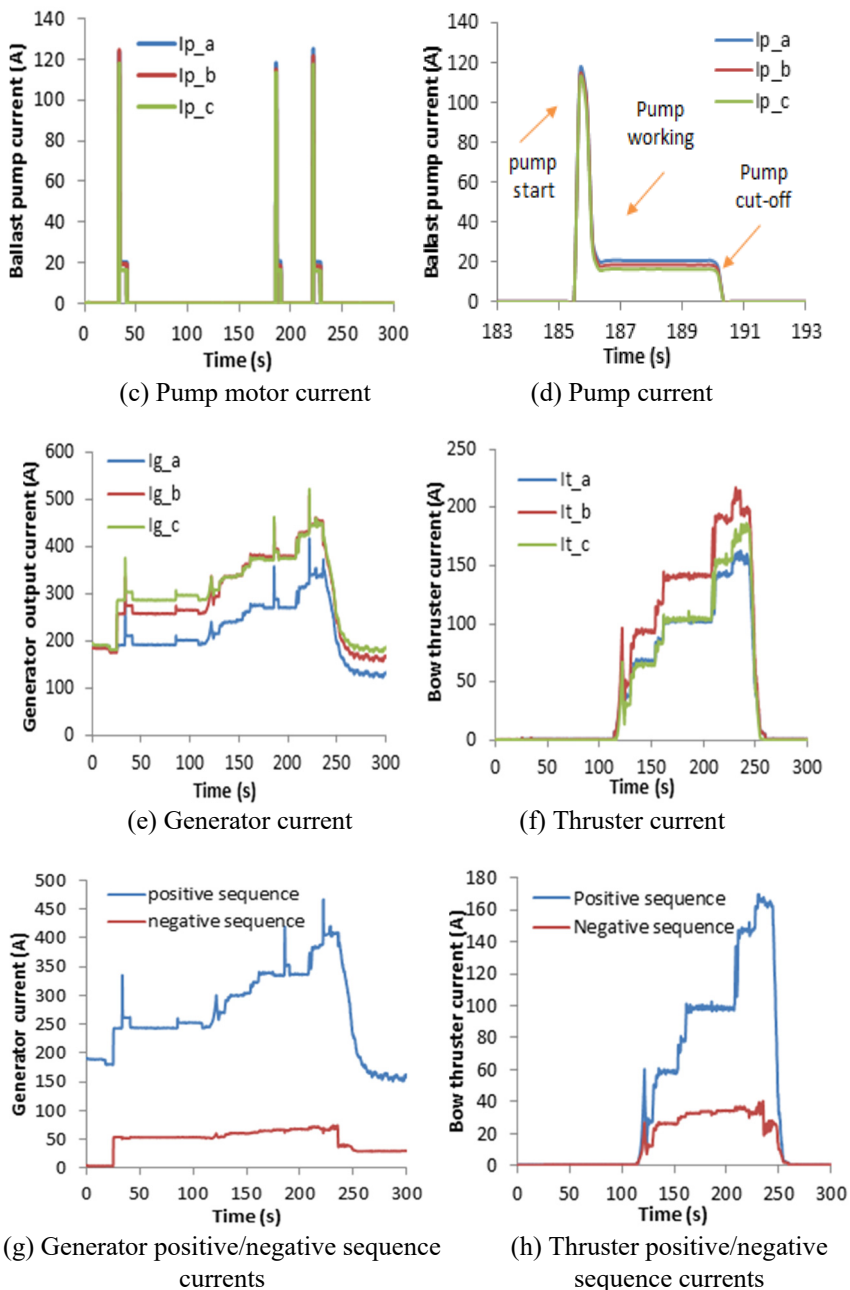 Ballast pump current (A)
140
120
100
80
60
40
20
0
Ip_a
Ip_b
Ip_c
0 50 100 150 200 250 300
Time (s)
(c) Pump motor current
Ballast pump current (A)
140
120
100
80
60
40
20
0
Ip_a
Ip_b
Ip_c
pump
start
Pump
working
Pump
cut-off
183 185 187 189 191 193
Time (s)
(d) Pump current
Generator output current (A)
600
500
400
300
200
100
0
Ig_a
Ig_b
Ig_c
0 50 100 150 200 250 300
Time (s)
(e) Generator current
Bow thruster current (A)
250
200
150
100
50
0
It_a
It_b
It_c
0 50 100 150 200 250 300
Time (s)
(f) Thruster current
Generator current (A)
500
450
400
350
300
250
200
150
100
50
0
positive sequence
negative sequence
0 50 100 150 200 250 300
Time (s)
(g) Generator positive/negative sequence
currents
Bow thruster current (A)
180
160
140
120
100
80
60
40
20
0
Positive sequence
Negative sequence
0 50 100 150 200 250 300
Time (s)
(h) Thruster positive/negative
sequence currents